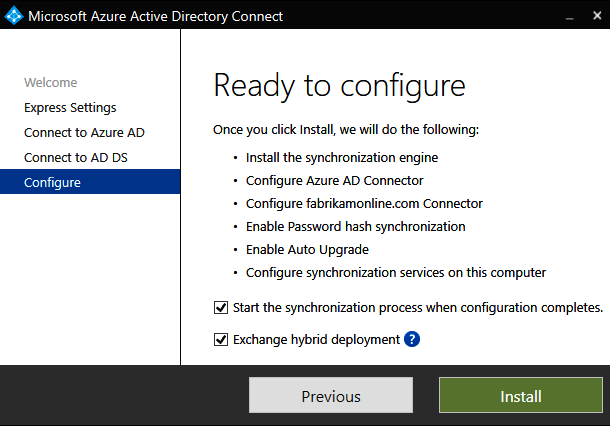 Microsoft Azure Active Directory Connect
Welcome
Express Settings
Connect to Azure AD
Connect to AD DS
Configure
Ready to configure
Once you click Install, we will do the following:
• Install the synchronization engine
• Configure Azure AD Connector
• Configure fabrikamonline.com Connector
• Enable Password hash synchronization
• Enable Auto Upgrade
• Configure synchronization services on this computer
Start the synchronization process when configuration completes.
Exchange hybrid deployment ?
Previous
Install